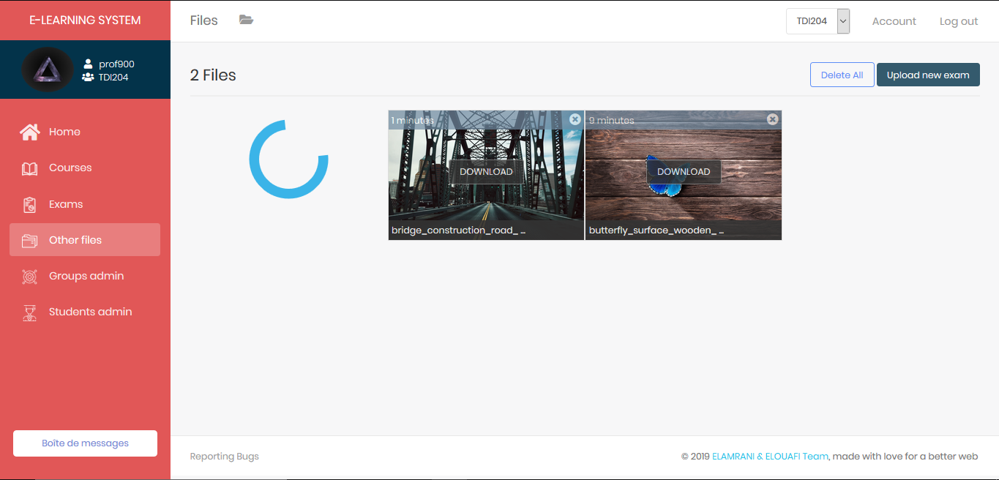 E-LEARNING SYSTEM
Files
TDI204
Account
Log out
prof900
TDI204
2 Files
Delete All
Upload new exam
Home
Courses
Exams
Other files
Groups admin
Students admin
1 minutes
DOWNLOAD
bridge_construction_road_ ...
9 minutes
DOWNLOAD
butterfly_surface_wooden_ ...
Boîte de messages
Reporting Bugs
© 2019 ELAMRANI & ELOUAFI Team, made with love for a better web